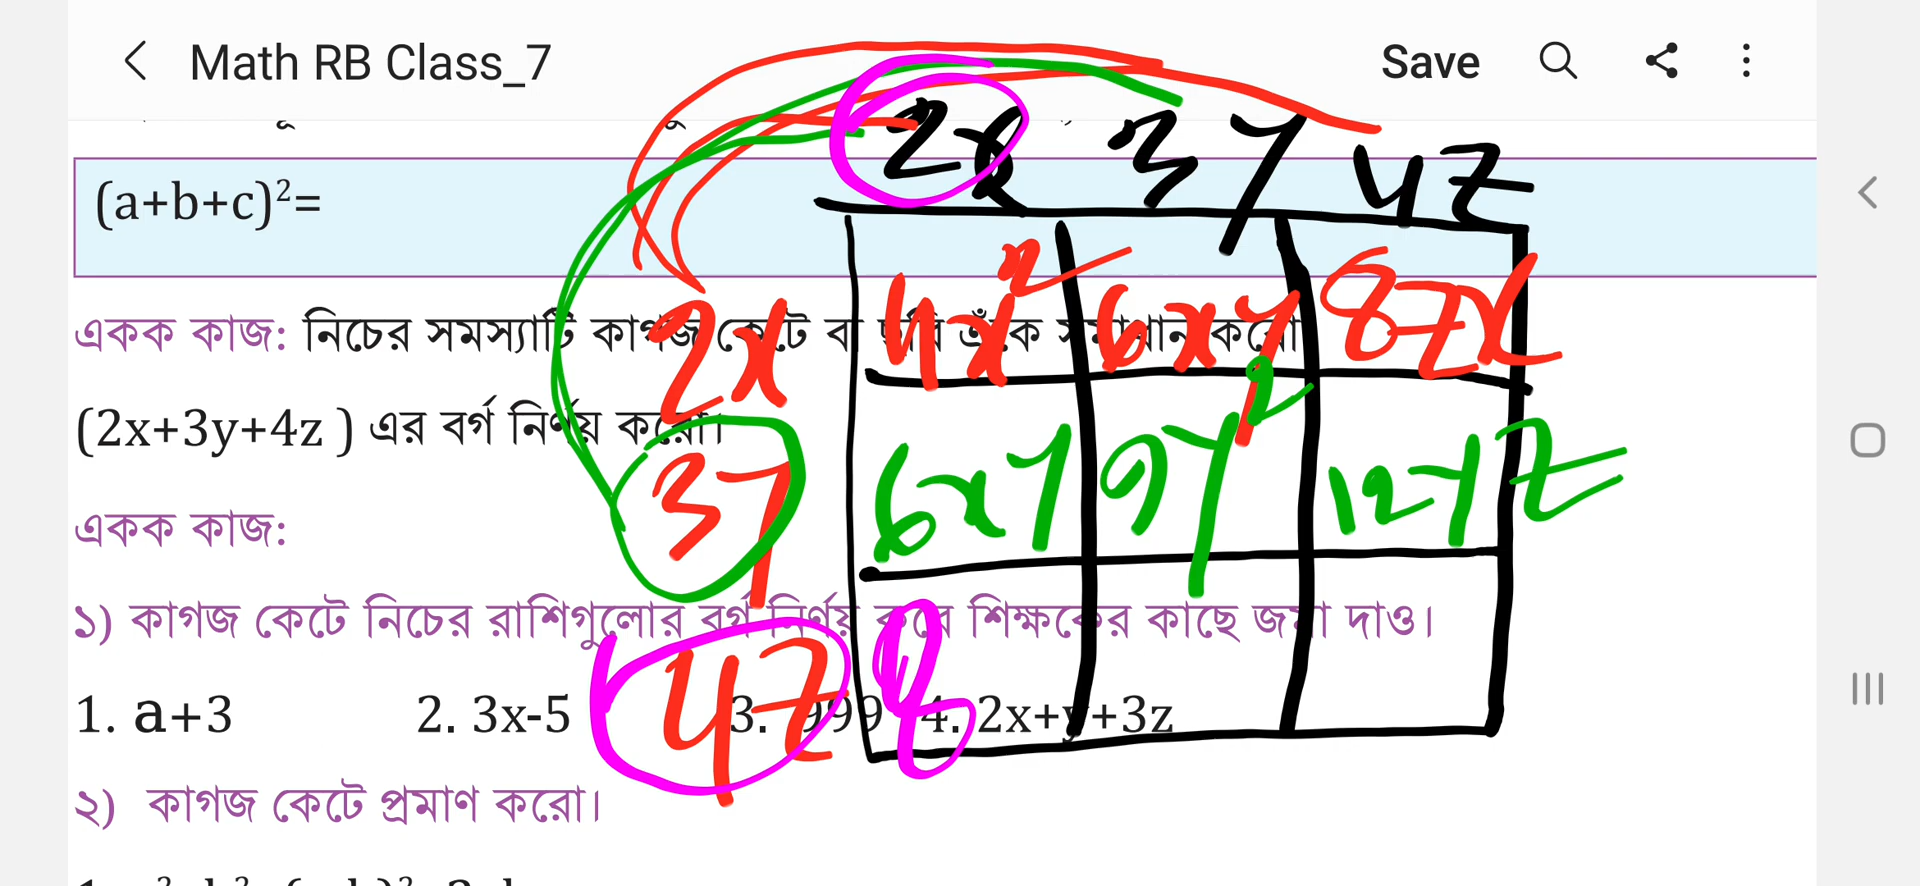 Math RB Class_7 Save
2x 3y 4z
(a+b+c)²=
2x 4x² 6xy 8zx
একক কাজ: নিচের সমস্যাটি কাগজ কেটে বা ছবি এঁকে সমাধান করো
(2x+3y+4z ) এর বর্গ নির্ণয় করো।
3y 6xy 9y² 12yz
একক কাজ:
১) কাগজ কেটে নিচের রাশিগুলোর বর্গ নির্ণয় করে শিক্ষকের কাছে জমা দাও।
4z 8
1. a+3 2. 3x-5 3. 999 4. 2x+y+3z
২) কাগজ কেটে প্রমাণ করো।